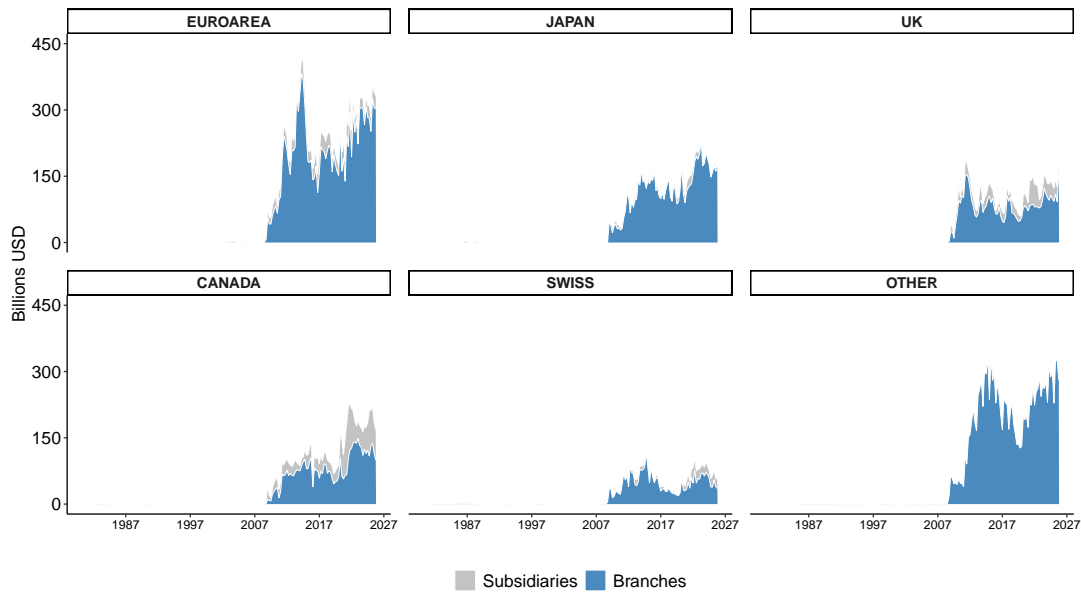 EUROAREA JAPAN UK
450
300
150
0
Billions USD
CANADA SWISS OTHER
450
300
150
0
1987 1997 2007 2017 2027 1987 1997 2007 2017 2027 1987 1997 2007 2017 2027
Subsidiaries Branches